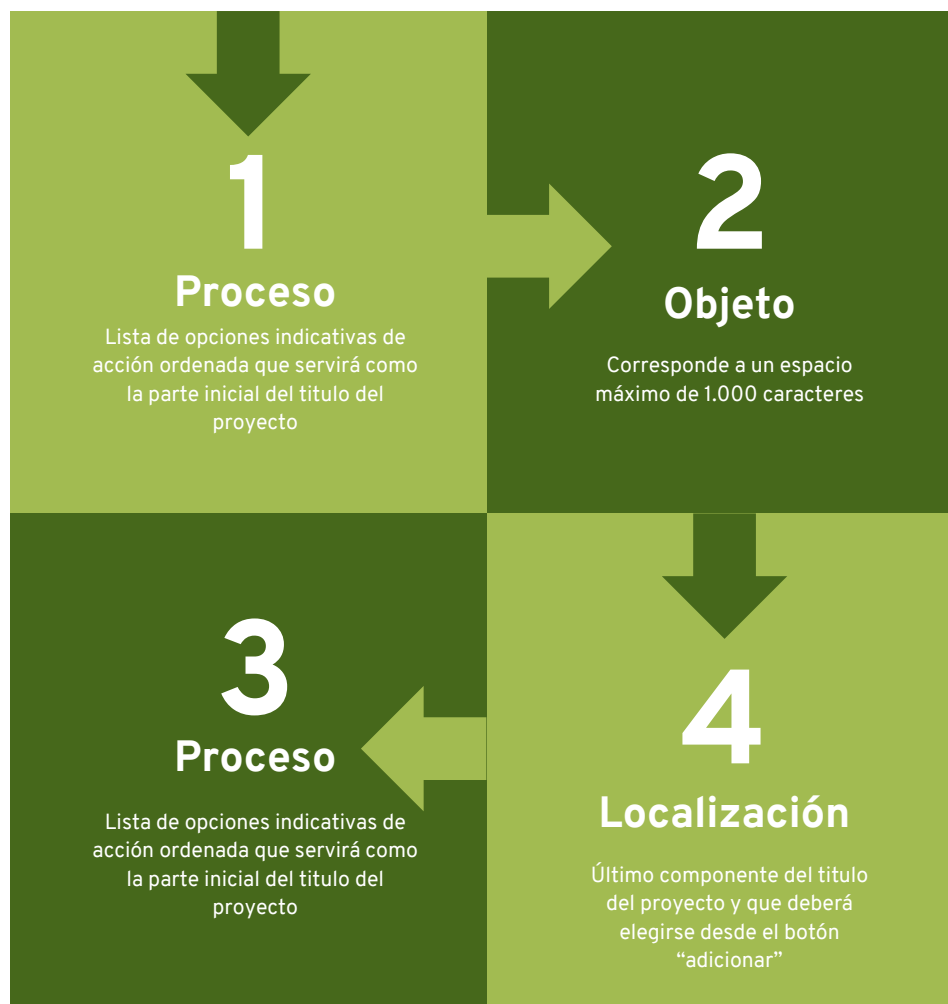 1
Proceso
Lista de opciones indicativas de
acción ordenada que servirá como
la parte inicial del titulo del
proyecto
2
Objeto
Corresponde a un espacio
máximo de 1.000 caracteres
3
Proceso
Lista de opciones indicativas de
acción ordenada que servirá como
la parte inicial del titulo del
proyecto
4
Localización
Último componente del titulo
del proyecto y que deberá
elegirse desde el botón
“adicionar”